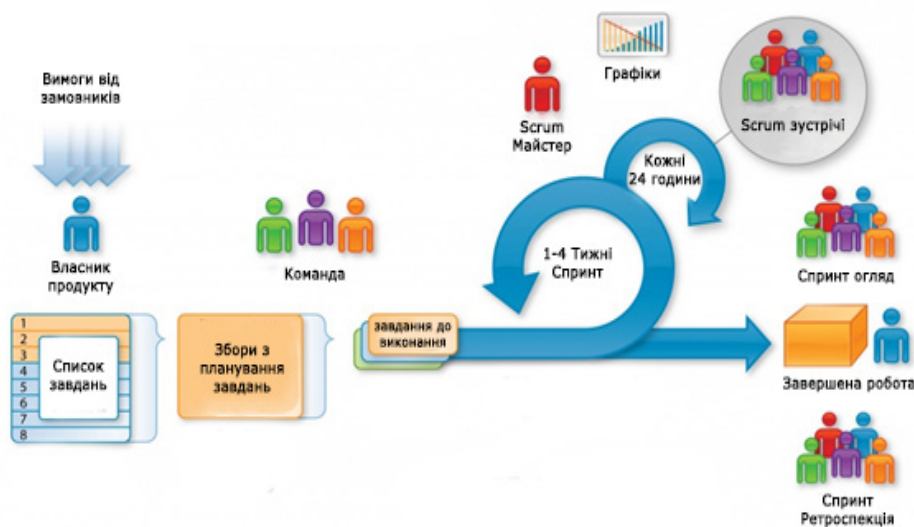 Вимоги від
замовників
Власник
продукту
1
2
3
4
5
6
7
8
Список
завдань
Команда
Збори з
планування
завдань
завдання до
виконання
Scrum
Майстер
Графіки
Scrum зустрічі
Кожні
24 години
1-4 Тижні
Спринт
Спринт огляд
Завершена робота
Спринт
Ретроспекція